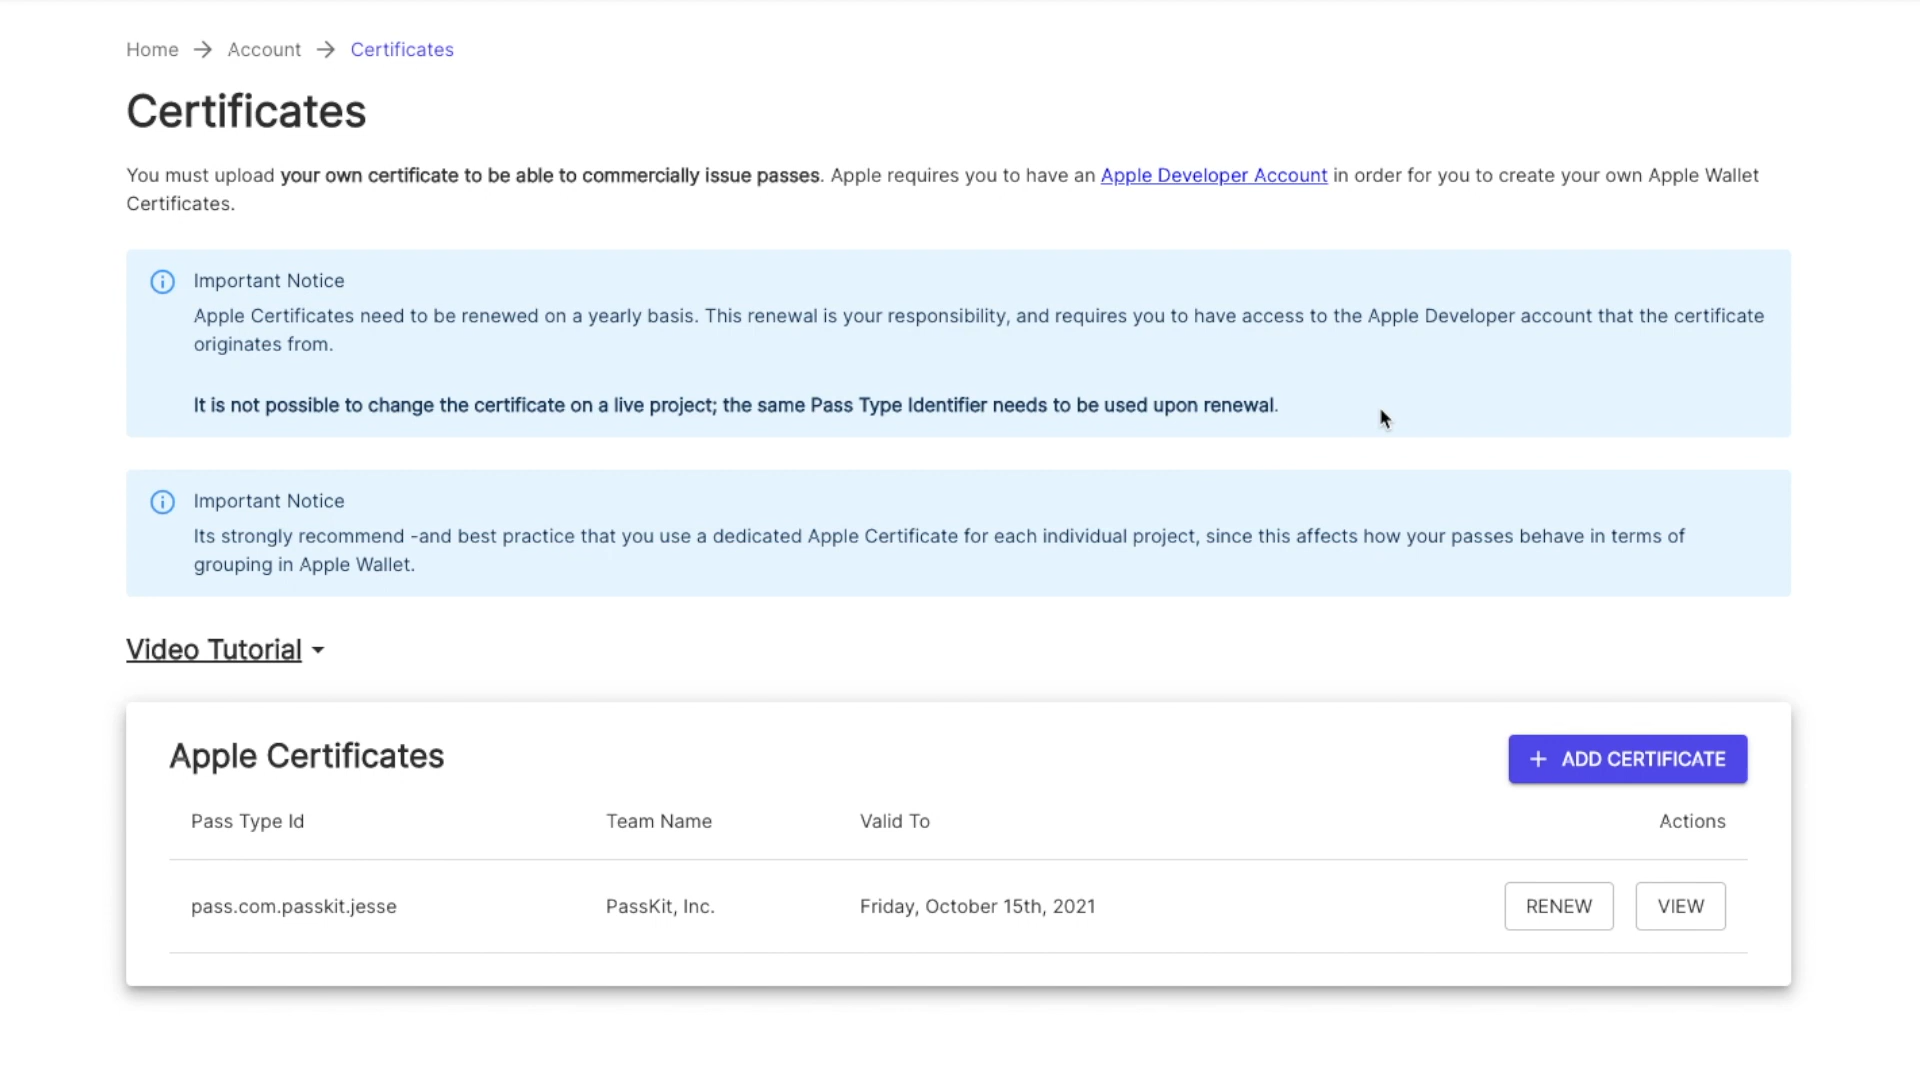 Home → Account → Certificates
Certificates
You must upload your own certificate to be able to commercially issue passes. Apple requires you to have an Apple Developer Account in order for you to create your own Apple Wallet
Certificates.
Important Notice
Apple Certificates need to be renewed on a yearly basis. This renewal is your responsibility, and requires you to have access to the Apple Developer account that the certificate
originates from.
It is not possible to change the certificate on a live project; the same Pass Type Identifier needs to be used upon renewal.
Important Notice
Its strongly recommend -and best practice that you use a dedicated Apple Certificate for each individual project, since this affects how your passes behave in terms of
grouping in Apple Wallet.
Video Tutorial
Apple Certificates
+ ADD CERTIFICATE
Pass Type Id Team Name Valid To Actions
pass.com.passkit.jesse PassKit, Inc. Friday, October 15th, 2021 RENEW VIEW